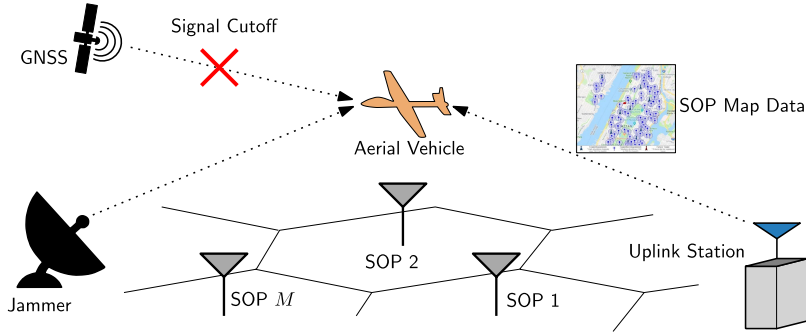 Signal Cutoff
GNSS
SOP Map Data
Aerial Vehicle
Uplink Station
SOP 2
SOP M
SOP 1
Jammer